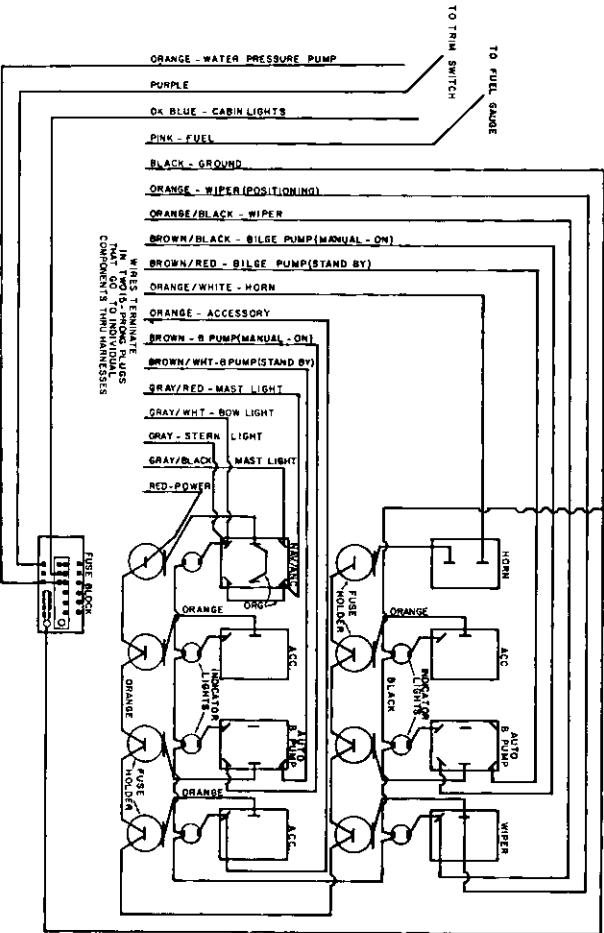 TO TRIM SWITCH
TO FUEL GAUGE
ORANGE - WATER PRESSURE PUMP
PURPLE
DK BLUE - CABIN LIGHTS
PINK - FUEL
BLACK - GROUND
ORANGE - WIPER (POSITIONING)
ORANGE/BLACK - WIPER
BROWN/BLACK - BILGE PUMP (MANUAL - ON)
BROWN/RED - BILGE PUMP (STAND BY)
ORANGE/WHITE - HORN
ORANGE - ACCESSORY
BROWN - B PUMP (MANUAL - ON)
BROWN/WHT - B PUMP (STAND BY)
GRAY/RED - MAST LIGHT
GRAY/WHT - BOW LIGHT
GRAY - STERN LIGHT
GRAY/BLACK MAST LIGHT
RED - POWER
WIRES TERMINATE
IN TWO 15 - PRONG PLUGS
THAT GO TO INDIVIDUAL
COMPONENTS THRU HARNESSES
FUSE BLOCK
NAV/ANC
ORG
ORANGE
ACC.
INDICATOR
LIGHTS
ORANGE
AUTO
B PUMP
FUSE
HOLDER
ORANGE
ACC.
HORN
FUSE
HOLDER
ORANGE
ACC
INDICATOR
LIGHTS
BLACK
AUTO
B PUMP
WIPER